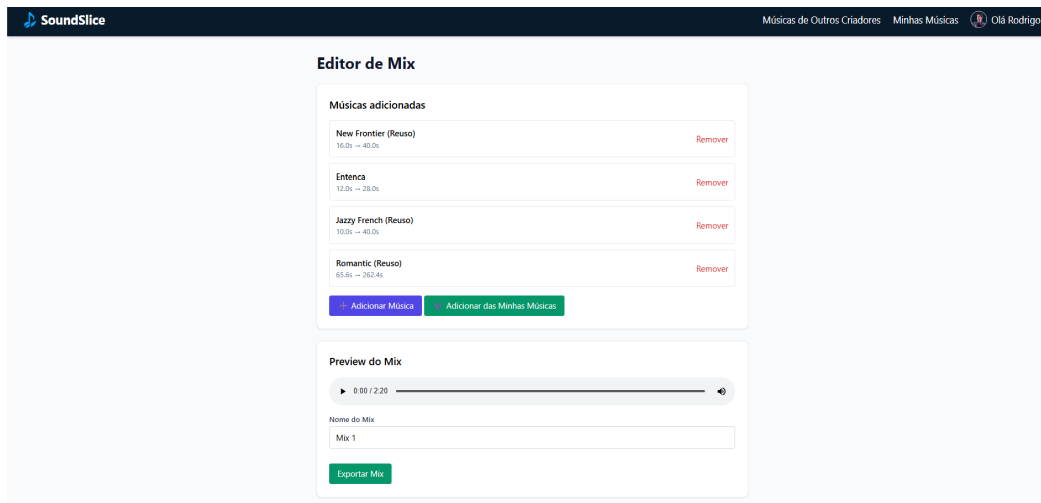 SoundSlice
Músicas de Outros Criadores Minhas Músicas Olá Rodrigo
Editor de Mix
Músicas adicionadas
New Frontier (Reuso)
16.0s → 40.0s
Remover
Entenca
12.0s → 28.0s
Remover
Jazzy French (Reuso)
10.0s → 40.0s
Remover
Romantic (Reuso)
65.6s → 262.4s
Remover
Adicionar Música Adicionar das Minhas Músicas
Preview do Mix
0:00 / 2:20
Nome do Mix
Mix 1
Exportar Mix